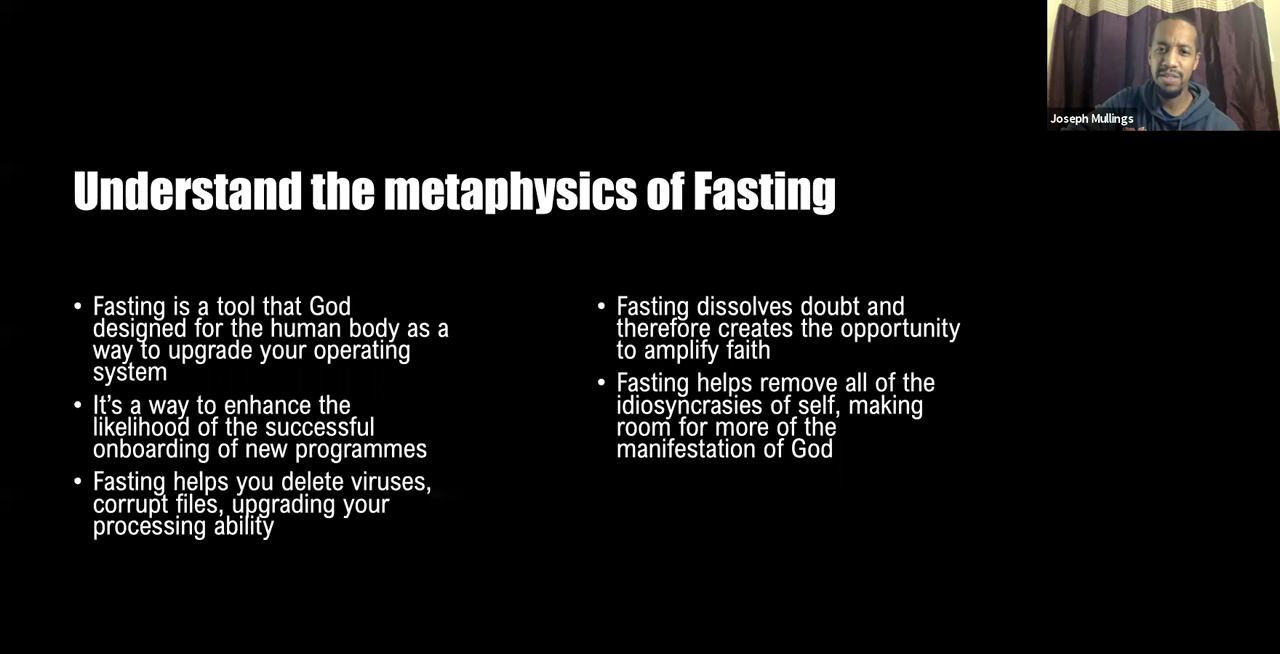 Joseph Mullings
Understand the metaphysics of Fasting
• Fasting is a tool that God
designed for the human body as a
way to upgrade your operating
system
• It's a way to enhance the
likelihood of the successful
onboarding of new programmes
• Fasting helps you delete viruses,
corrupt files, upgrading your
processing ability
• Fasting dissolves doubt and
therefore creates the opportunity
to amplify faith
• Fasting helps remove all of the
idiosyncrasies of self, making
room for more of the
manifestation of God